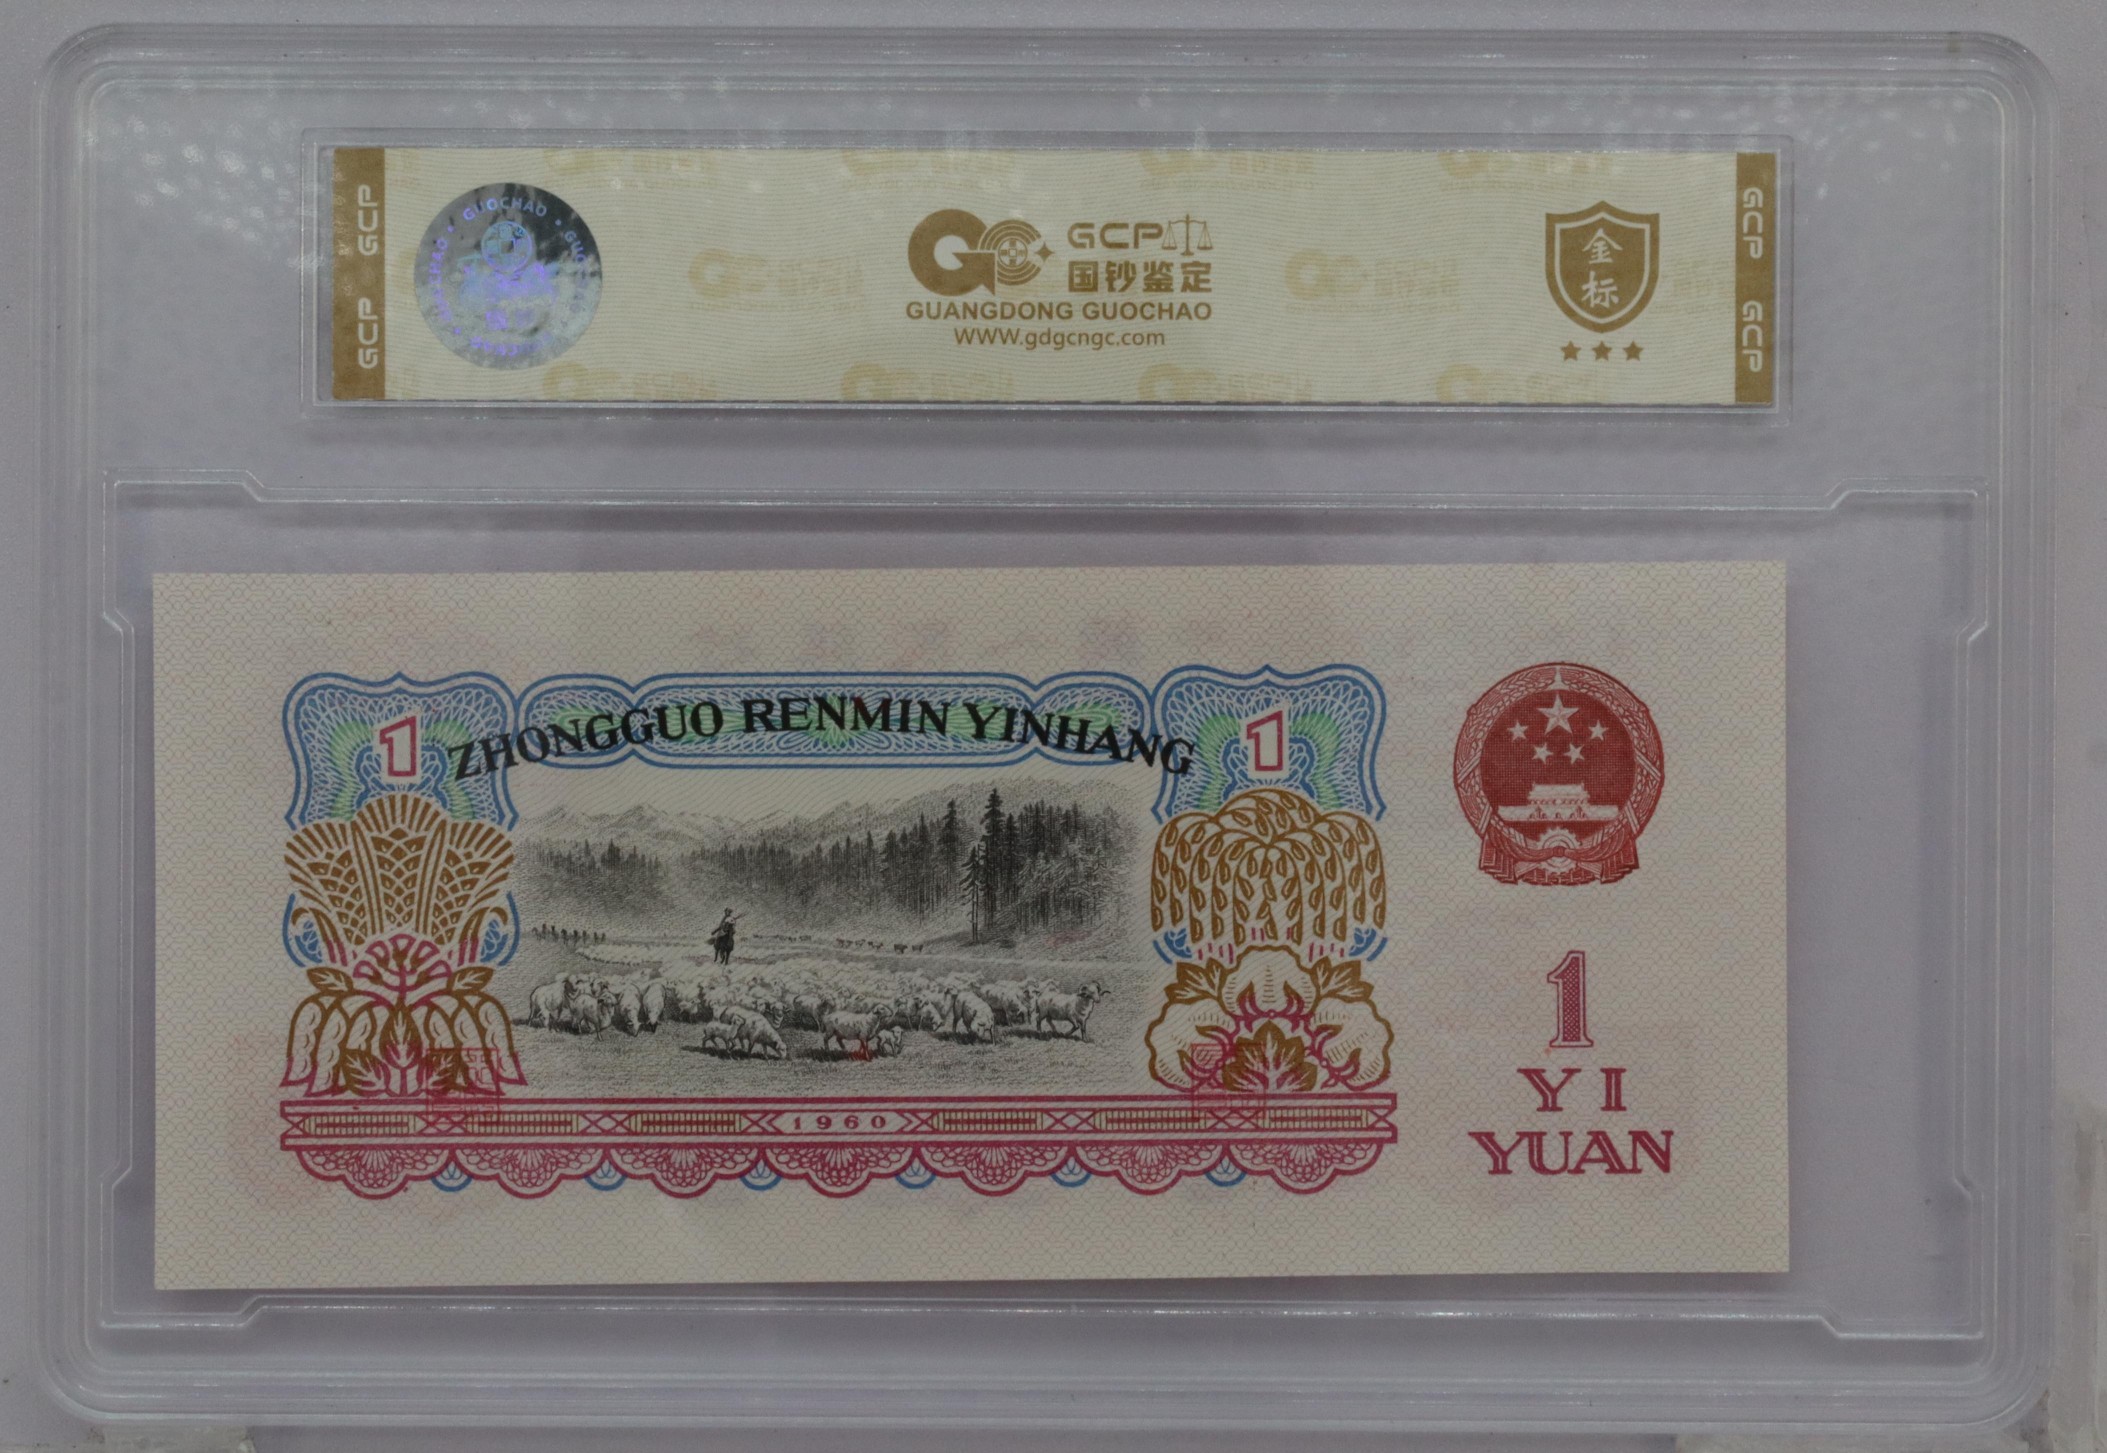 GCP GCP
GUOCHAO
GCP
国钞鉴定
GUANGDONG GUOCHAO
WWW.gdgcngc.com
金
标
GCP GCP
1
ZHONGGUO RENMIN YINHANG
1
1960
1
YI
YUAN